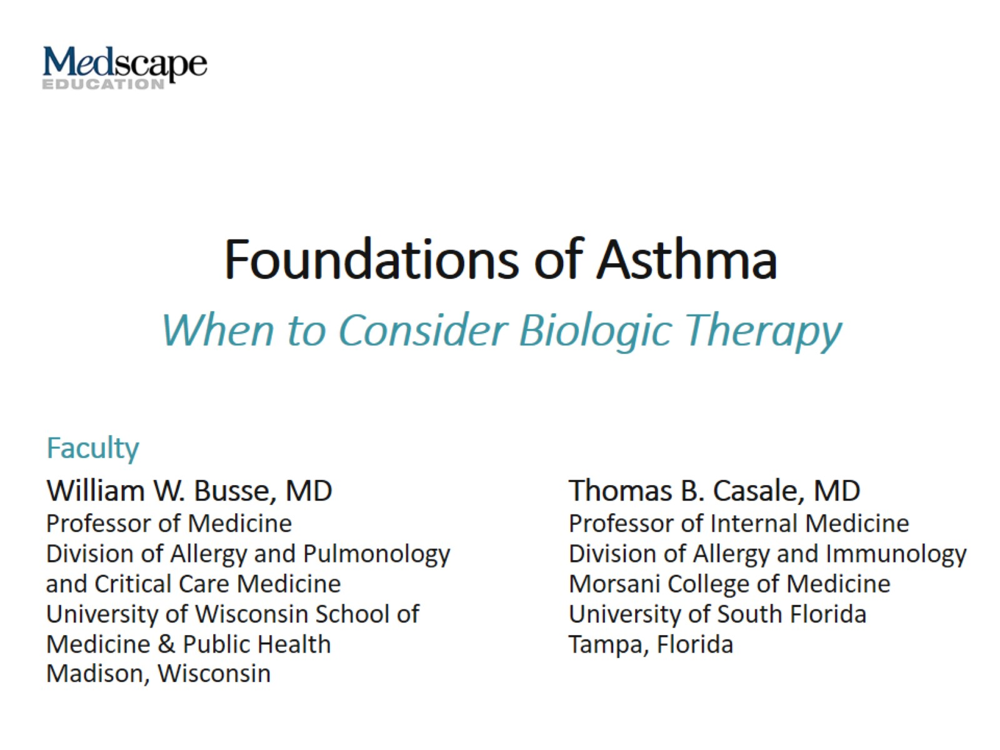 Medscape
EDUCATION
Foundations of Asthma
When to Consider Biologic Therapy
Faculty
William W. Busse, MD
Professor of Medicine
Division of Allergy and Pulmonology
and Critical Care Medicine
University of Wisconsin School of
Medicine & Public Health
Madison, Wisconsin
Thomas B. Casale, MD
Professor of Internal Medicine
Division of Allergy and Immunology
Morsani College of Medicine
University of South Florida
Tampa, Florida